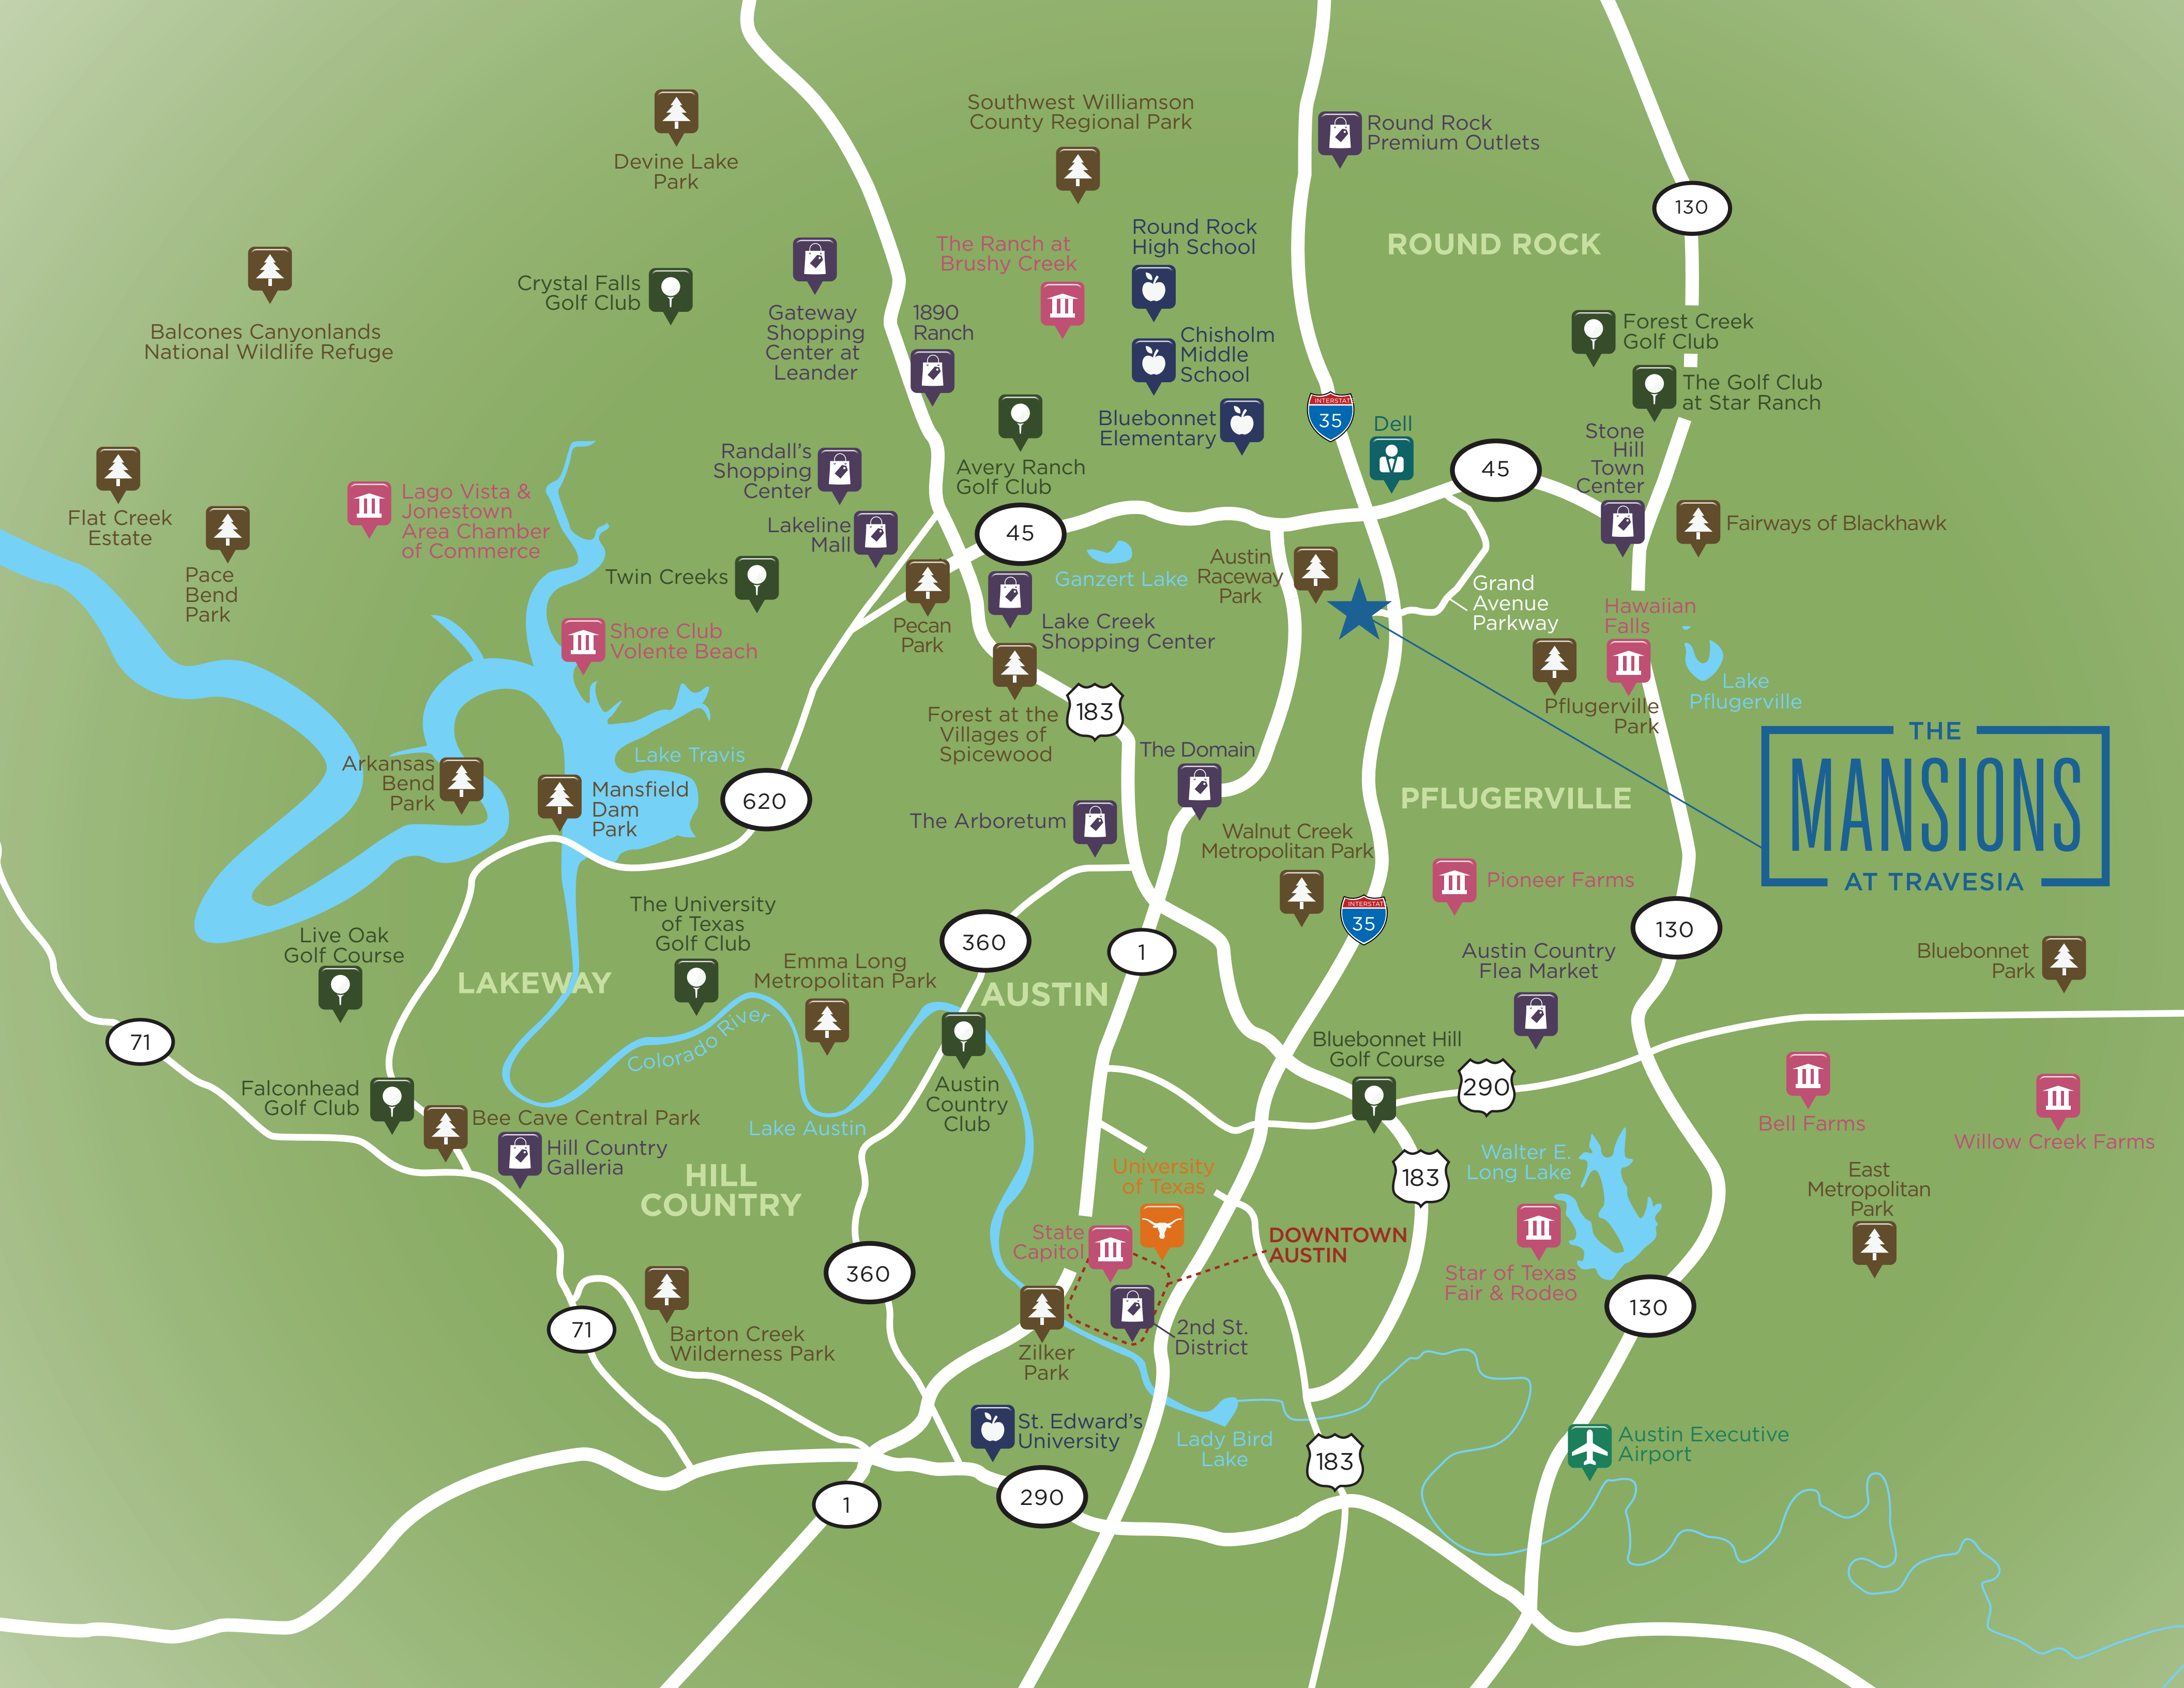 Devine Lake
Park
Southwest Williamson
County Regional Park
Round Rock
Premium Outlets
130
ROUND ROCK
Round Rock
High School
The Ranch at
Brushy Creek
Balcones Canyonlands
National Wildlife Refuge
Crystal Falls
Golf Club
Gateway
Shopping
Center at
Leander
1890
Ranch
Chisholm
Middle
School
Forest Creek
Golf Club
The Golf Club
at Star Ranch
Bluebonnet
Elementary
INTERSTAT
35
Dell
45
Stone
Hill
Town
Center
Randall's
Shopping
Center
Avery Ranch
Golf Club
Flat Creek
Estate
Lago Vista &
Jonestown
Area Chamber
of Commerce
Lakeline
Mall
45
Fairways of Blackhawk
Pace
Bend
Park
Twin Creeks
Ganzert Lake
Austin
Raceway
Park
Grand
Avenue
Parkway
Hawaiian
Falls
Pecan
Park
Lake Creek
Shopping Center
Shore Club
Volente Beach
Forest at the
Villages of
Spicewood
183
Pflugerville
Park
Lake
Pflugerville
THE
MANSIONS
AT TRAVESIA
Lake Travis
Arkansas
Bend
Park
Mansfield
Dam
Park
620
The Domain
The Arboretum
PFLUGERVILLE
Walnut Creek
Metropolitan Park
Pioneer Farms
INTERSTAT
35
130
Live Oak
Golf Course
The University
of Texas
Golf Club
360
1
Austin Country
Flea Market
Bluebonnet
Park
LAKEWAY
Emma Long
Metropolitan Park
AUSTIN
Colorado River
71
Bluebonnet Hill
Golf Course
290
Falconhead
Golf Club
Bee Cave Central Park
Hill Country
Galleria
Lake Austin
Austin
Country
Club
Bell Farms
Willow Creek Farms
HILL
COUNTRY
University
of Texas
183
Walter E.
Long Lake
East
Metropolitan
Park
State
Capitol
DOWNTOWN
AUSTIN
360
Star of Texas
Fair & Rodeo
130
71
Barton Creek
Wilderness Park
Zilker
Park
2nd St.
District
St. Edward's
University
Lady Bird
Lake
183
Austin Executive
Airport
1
290